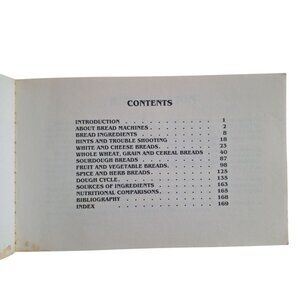 CONTENTS
INTRODUCTION . . . . . . . . . . . 1
ABOUT BREAD MACHINES . . . . . . . . 2
BREAD INGREDIENTS . . . . . . . . . 8
HINTS AND TROUBLE SHOOTING . . . . . . 18
WHITE AND CHEESE BREADS . . . . . . . 23
WHOLE WHEAT, GRAIN AND CEREAL BREADS . . 40
SOURDOUGH BREADS . . . . . . . . . 87
FRUIT AND VEGETABLE BREADS . . . . . . 98
SPICE AND HERB BREADS . . . . . . . . 125
DOUGH CYCLE . . . . . . . . . . . 135
SOURCES OF INGREDIENTS . . . . . . . 163
NUTRITIONAL COMPARISONS . . . . . . . 165
BIBLIOGRAPHY . . . . . . . . . . . 168
INDEX . . . . . . . . . . . . . 169